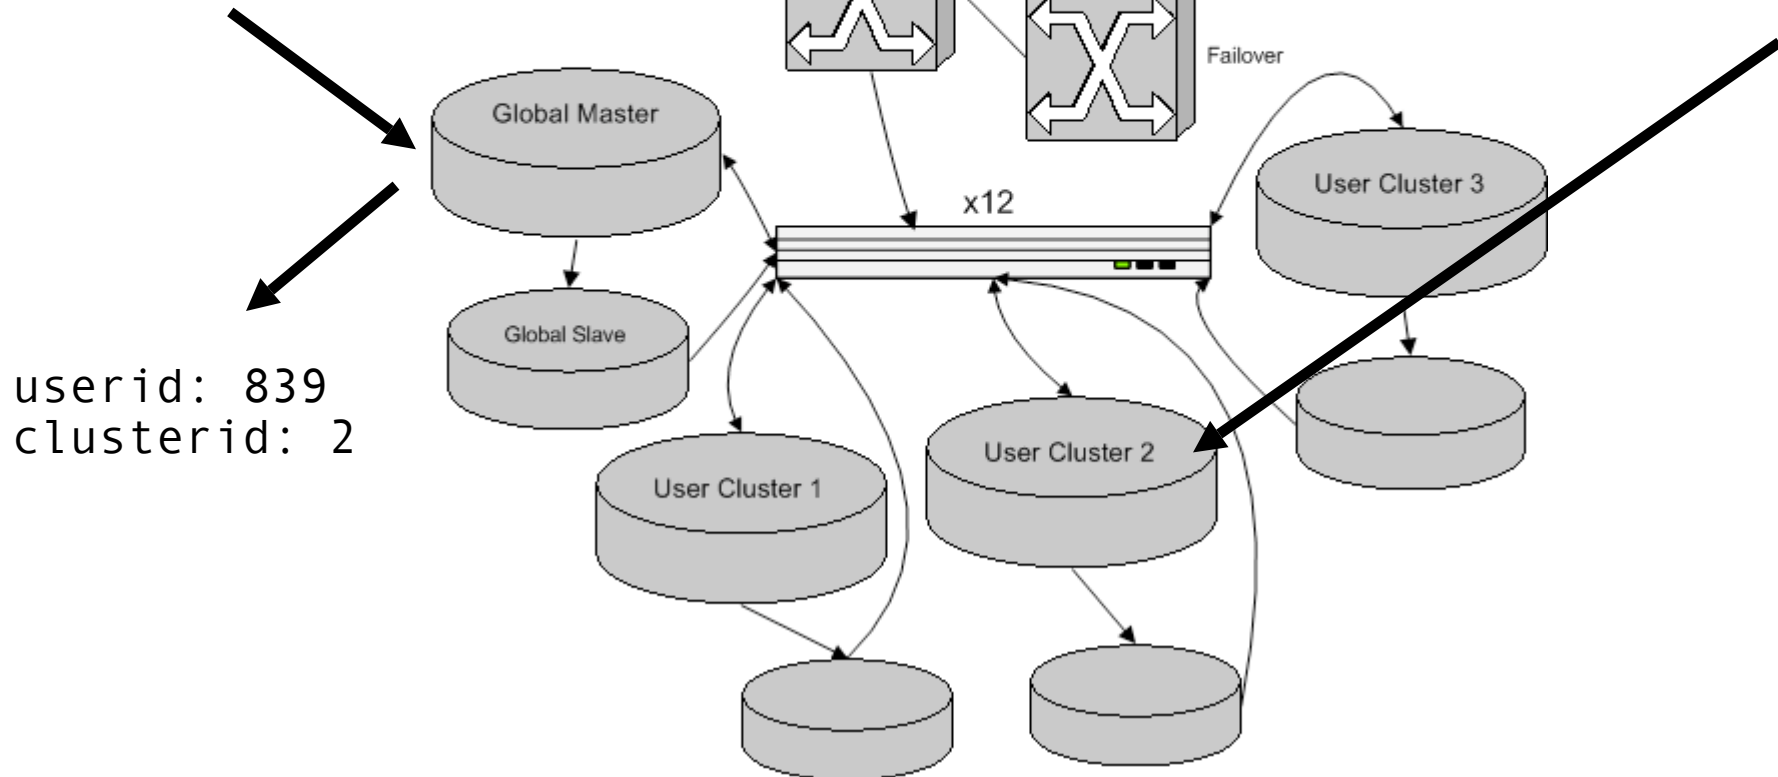 Failover
Global Master
User Cluster 3
x12
Global Slave
userid: 839
clusterid: 2
User Cluster 2
User Cluster 1